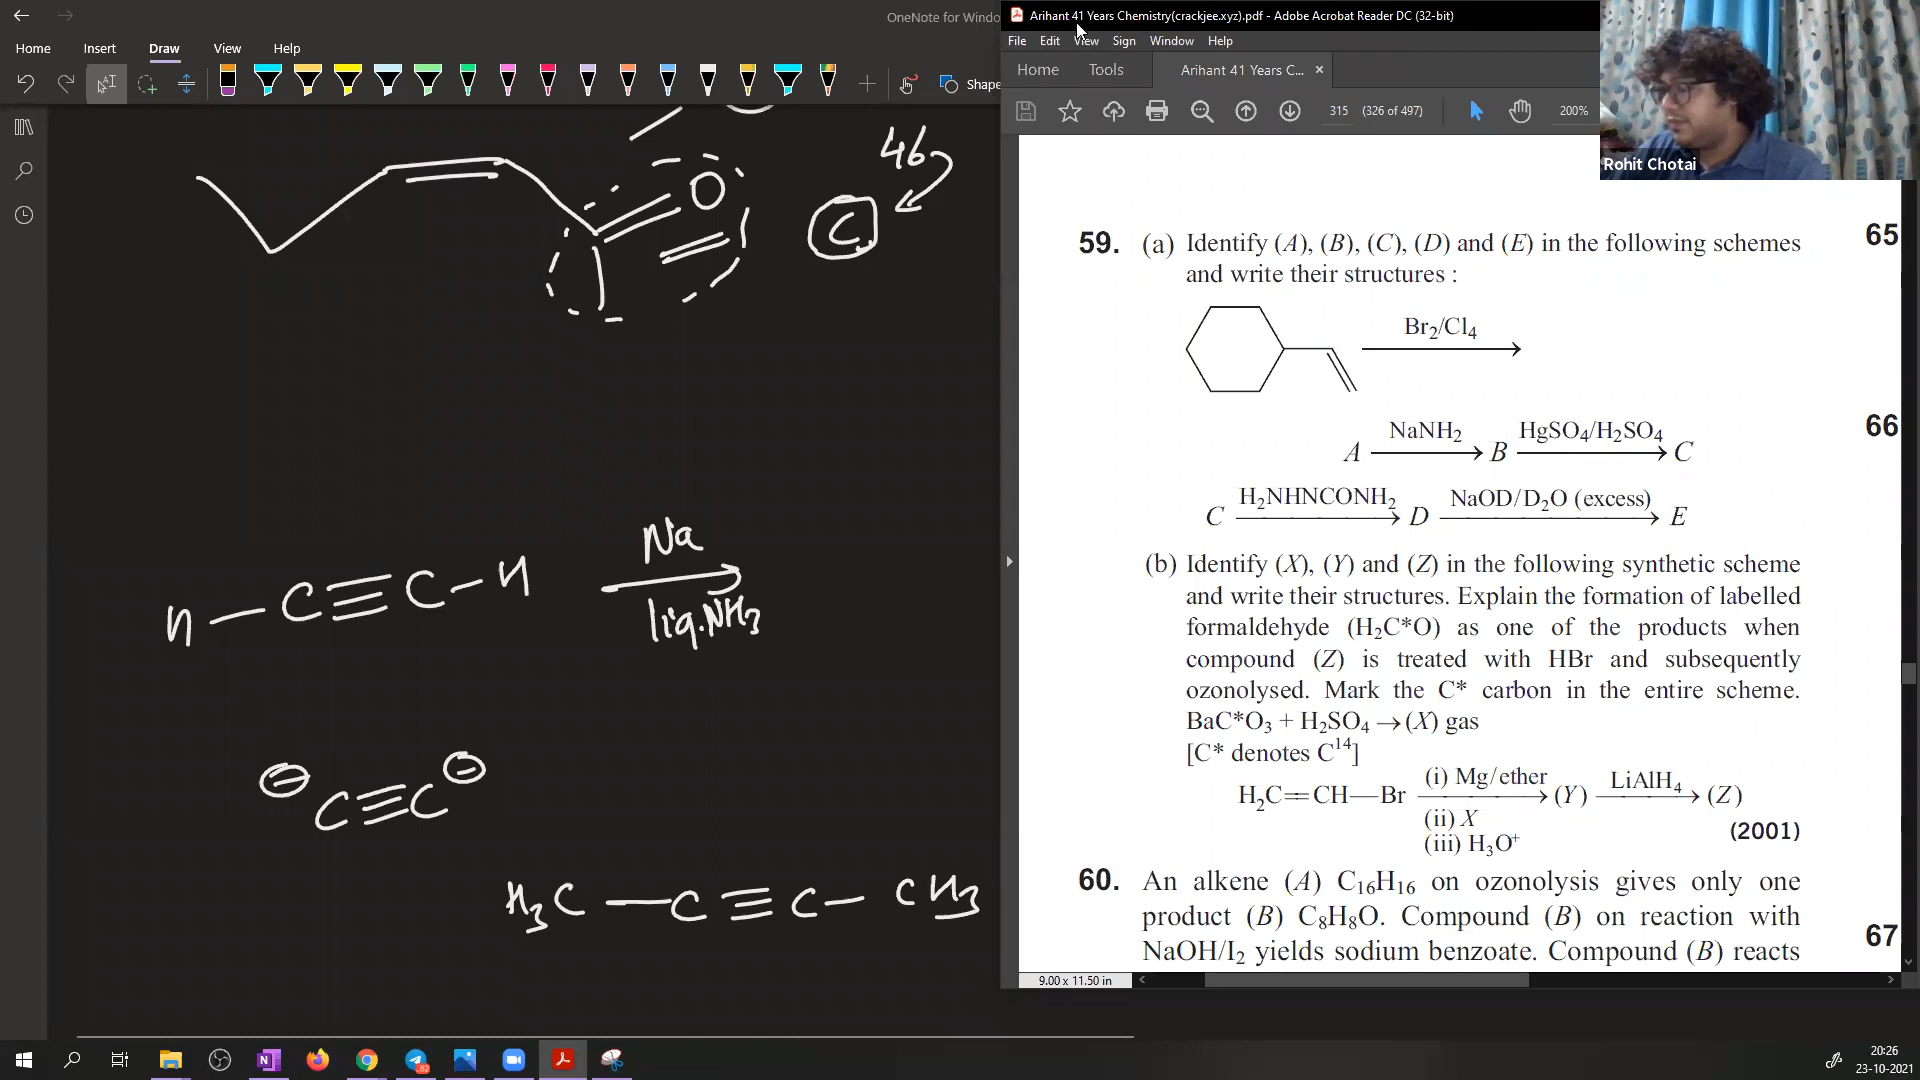 OneNote for Windo
Home Insert Draw View Help
Shape
46
O
C
Na
H — C ≡ C — H
liq. NH3
⊖ C ≡ C ⊖
H3C — C ≡ C — CH3
Arihant 41 Years Chemistry(crackjee.xyz).pdf - Adobe Acrobat Reader DC (32-bit)
File Edit View Sign Window Help
Home Tools Arihant 41 Years C... ×
315 (326 of 497) 200%
Rohit Chotai
59. (a) Identify (A), (B), (C), (D) and (E) in the following schemes
and write their structures :
Br2/Cl4
A NaNH2 → B HgSO4/H2SO4 → C
C H2NHNCONH2 → D NaOD/D2O (excess) → E
(b) Identify (X), (Y) and (Z) in the following synthetic scheme
and write their structures. Explain the formation of labelled
formaldehyde (H2C*O) as one of the products when
compound (Z) is treated with HBr and subsequently
ozonolysed. Mark the C* carbon in the entire scheme.
BaC*O3 + H2SO4 → (X) gas
[C* denotes C14]
H2C=CH—Br (i) Mg/ether → (Y) LiAlH4 → (Z)
(ii) X
(iii) H3O+
(2001)
60. An alkene (A) C16H16 on ozonolysis gives only one
product (B) C8H8O. Compound (B) on reaction with
NaOH/I2 yields sodium benzoate. Compound (B) reacts
65
66
67
9.00 x 11.50 in
20:26
23-10-2021